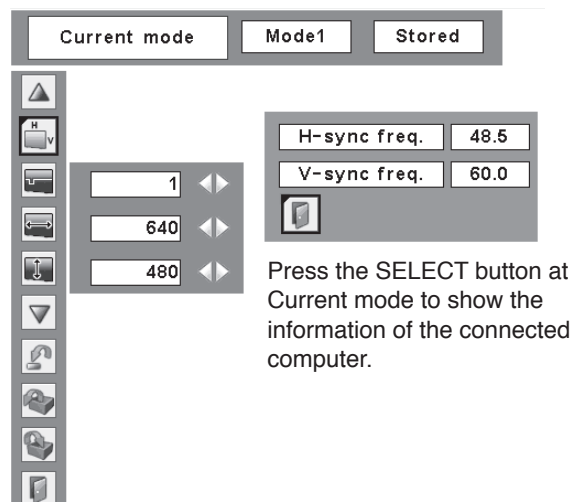 Current mode Mode1 Stored
H v
H-sync freq. 48.5
V-sync freq. 60.0
1
640
480
Press the SELECT button at
Current mode to show the
information of the connected
computer.